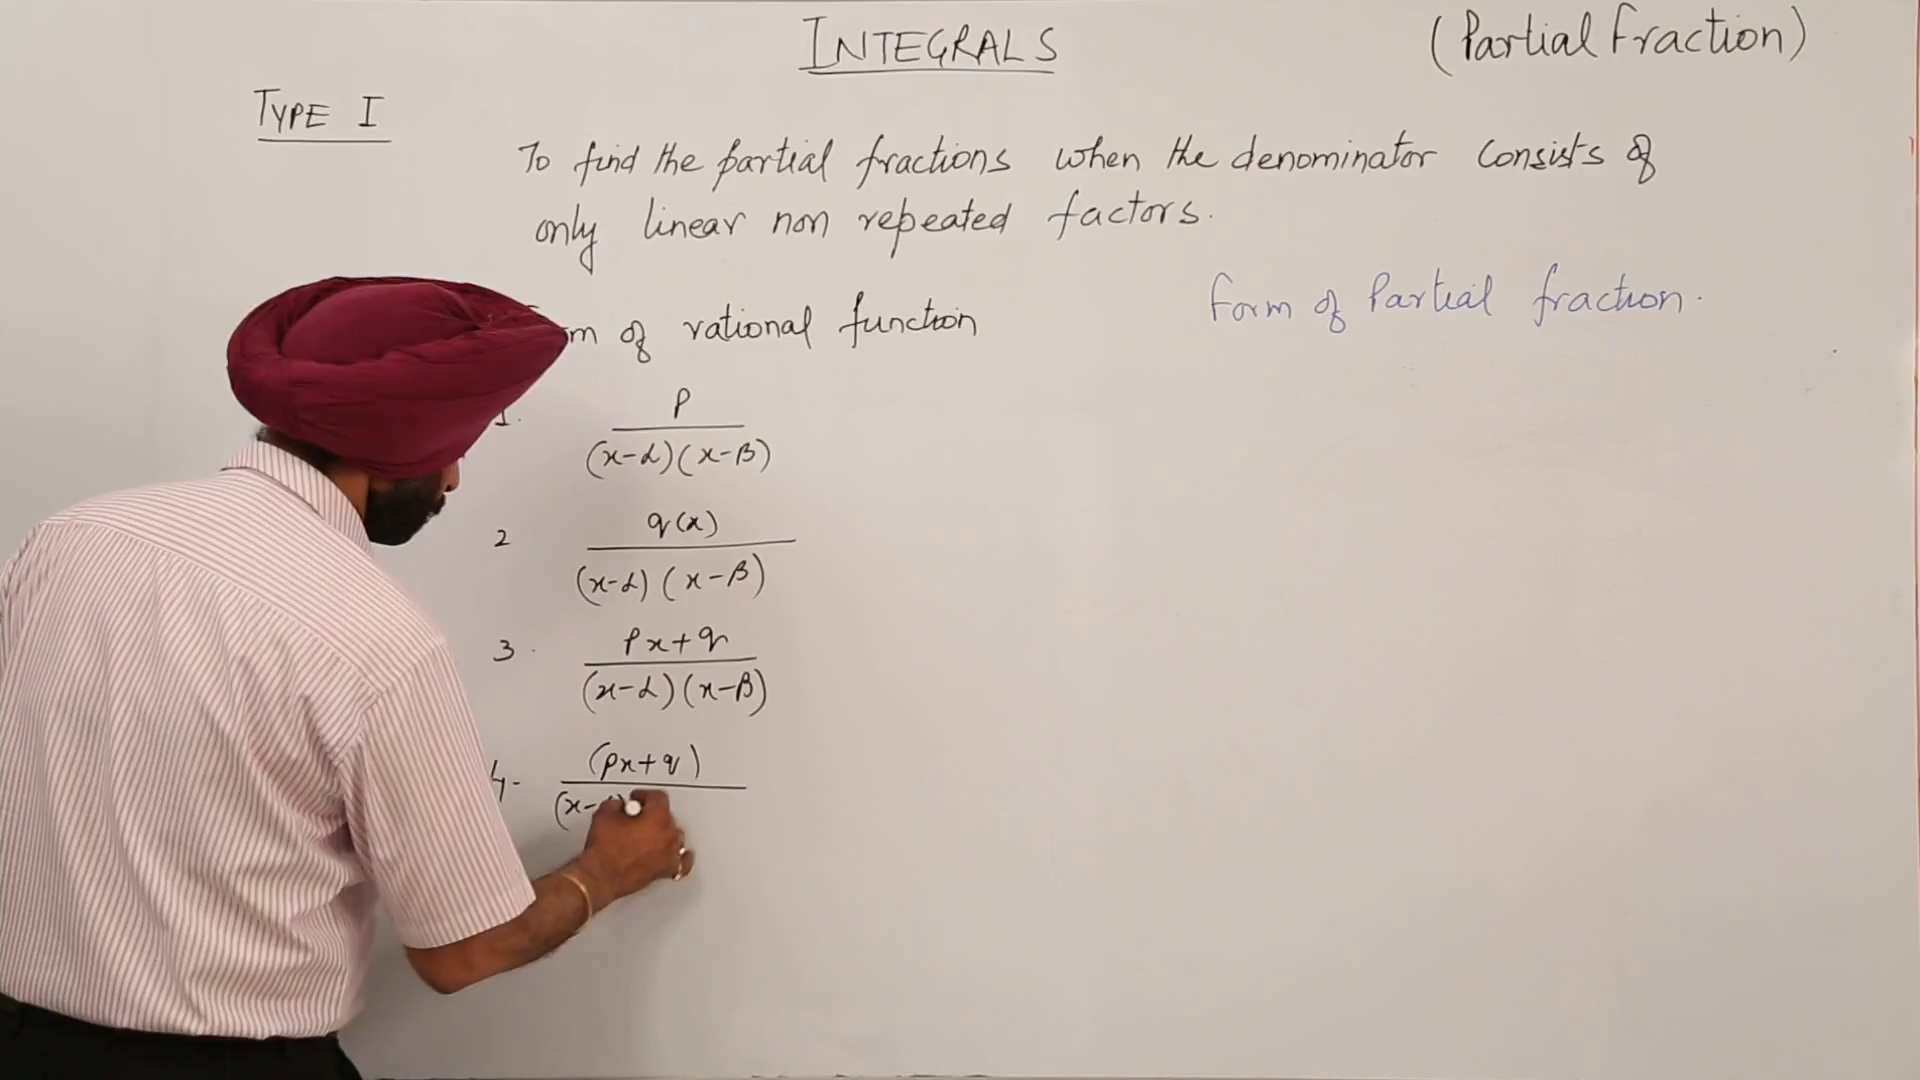 INTEGRALS
(Partial Fraction)
TYPE I
To find the partial fractions when the denominator consists of
only linear non repeated factors.
of rational function
Form of Partial fraction.
1. p
(x-α)(x-β)
2 q(x)
(x-α) (x-β)
3. px+q
(x-α)(x-β)
4- (px+q)
(x-